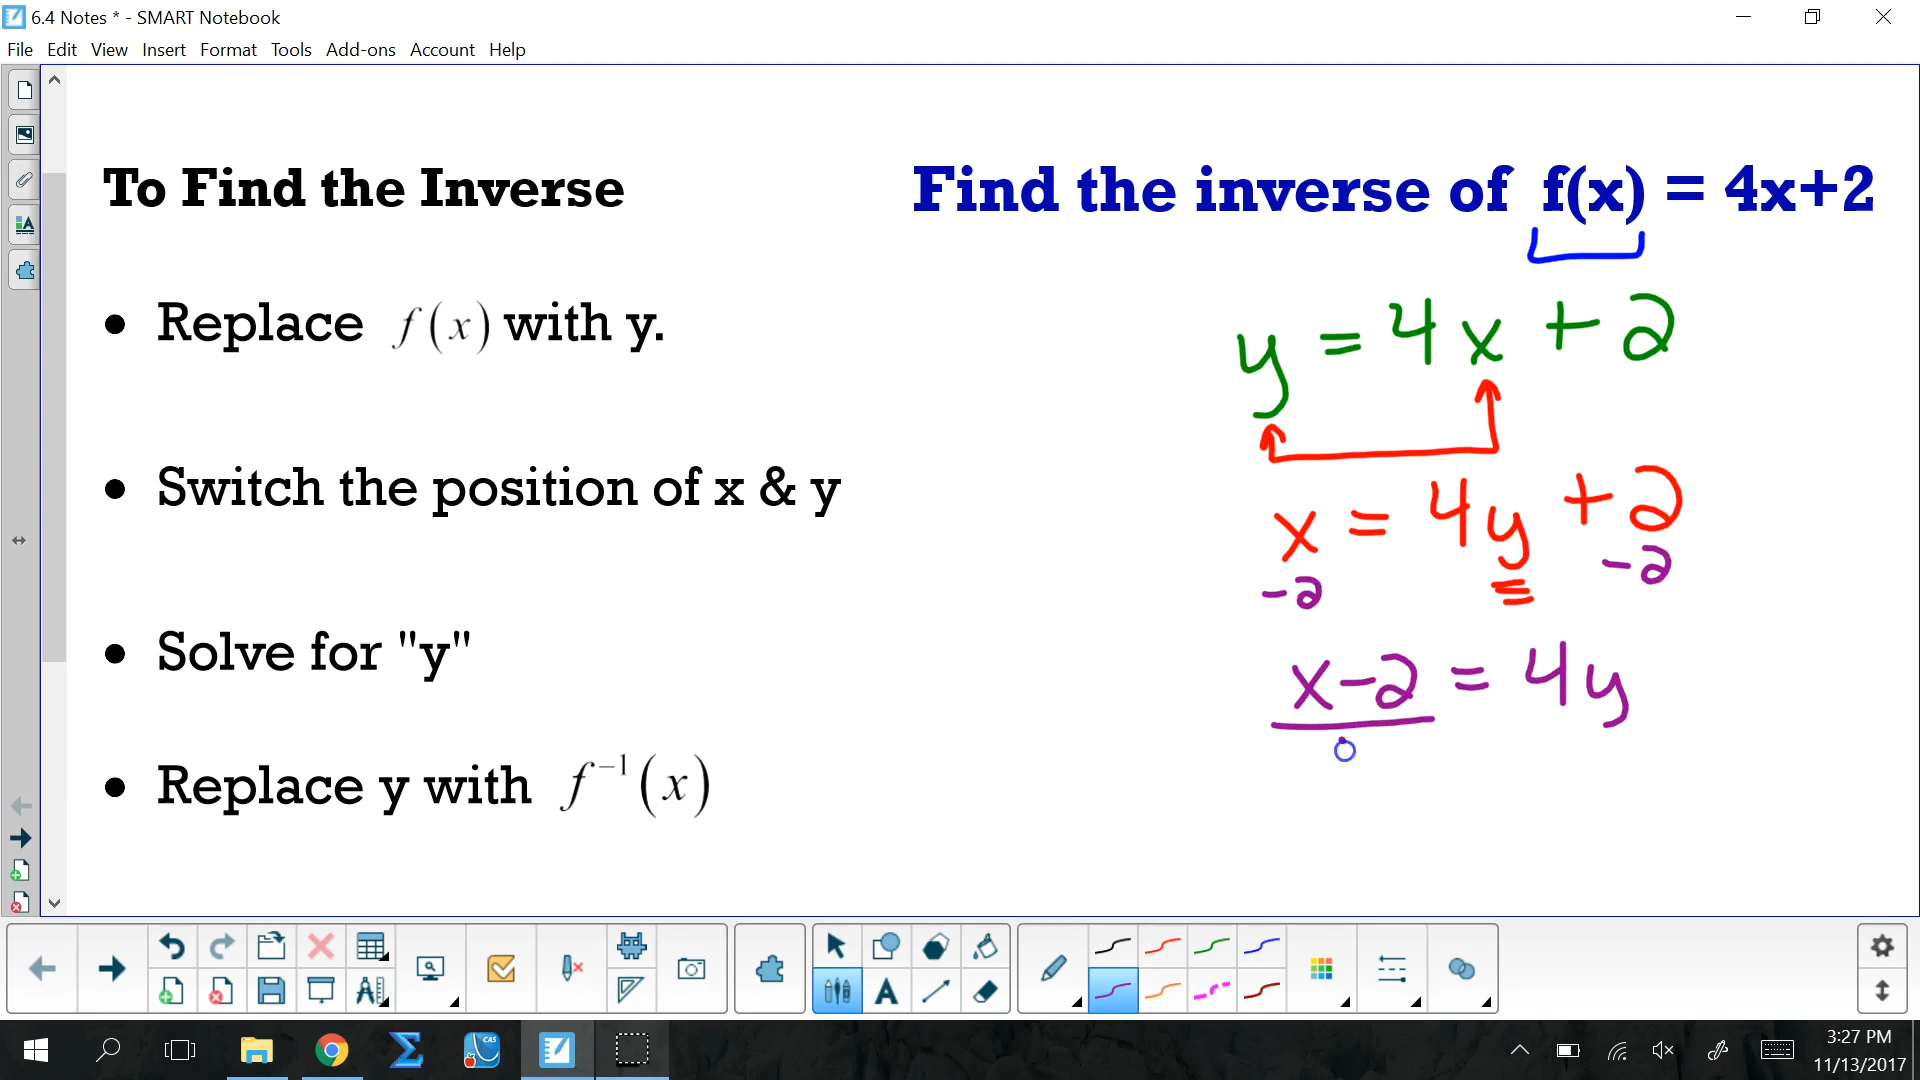 6.4 Notes * - SMART Notebook
File Edit View Insert Format Tools Add-ons Account Help
To Find the Inverse
Find the inverse of f(x) = 4x+2
• Replace f(x) with y.
y = 4x + 2
• Switch the position of x & y
x = 4y + 2
-2 -2
• Solve for "y"
x-2 = 4y
• Replace y with f⁻¹(x)
A
CAS
3:27 PM
11/13/2017